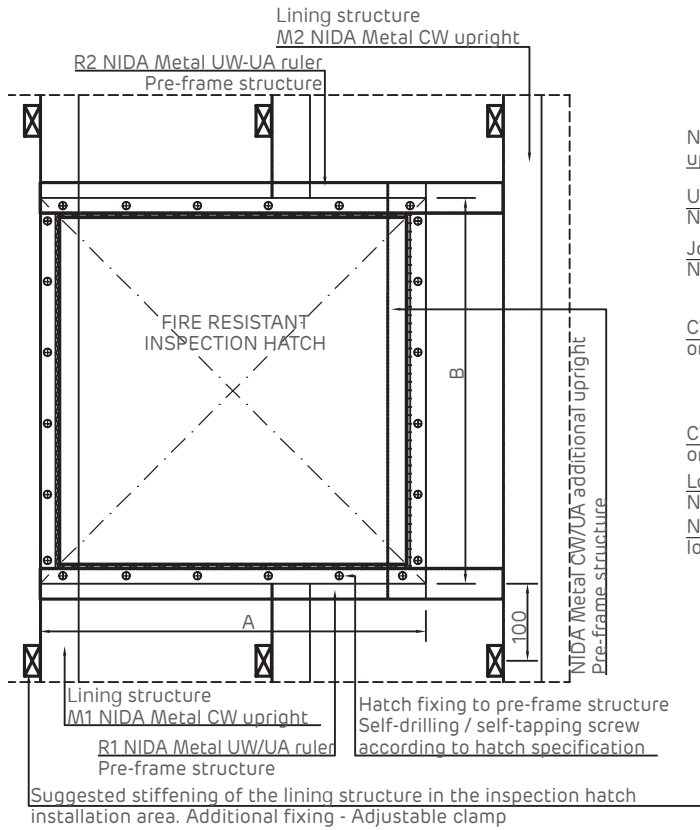 Lining structure
M2 NIDA Metal CW upright
R2 NIDA Metal UW-UA ruler
Pre-frame structure
FIRE RESISTANT
INSPECTION HATCH
B
NIDA Metal CW/UA additional upright
Pre-frame structure
A
100
Lining structure
M1 NIDA Metal CW upright
R1 NIDA Metal UW/UA ruler
Pre-frame structure
Hatch fixing to pre-frame structure
Self-drilling / self-tapping screw
according to hatch specification
Suggested stiffening of the lining structure in the inspection hatch
installation area. Additional fixing - Adjustable clamp